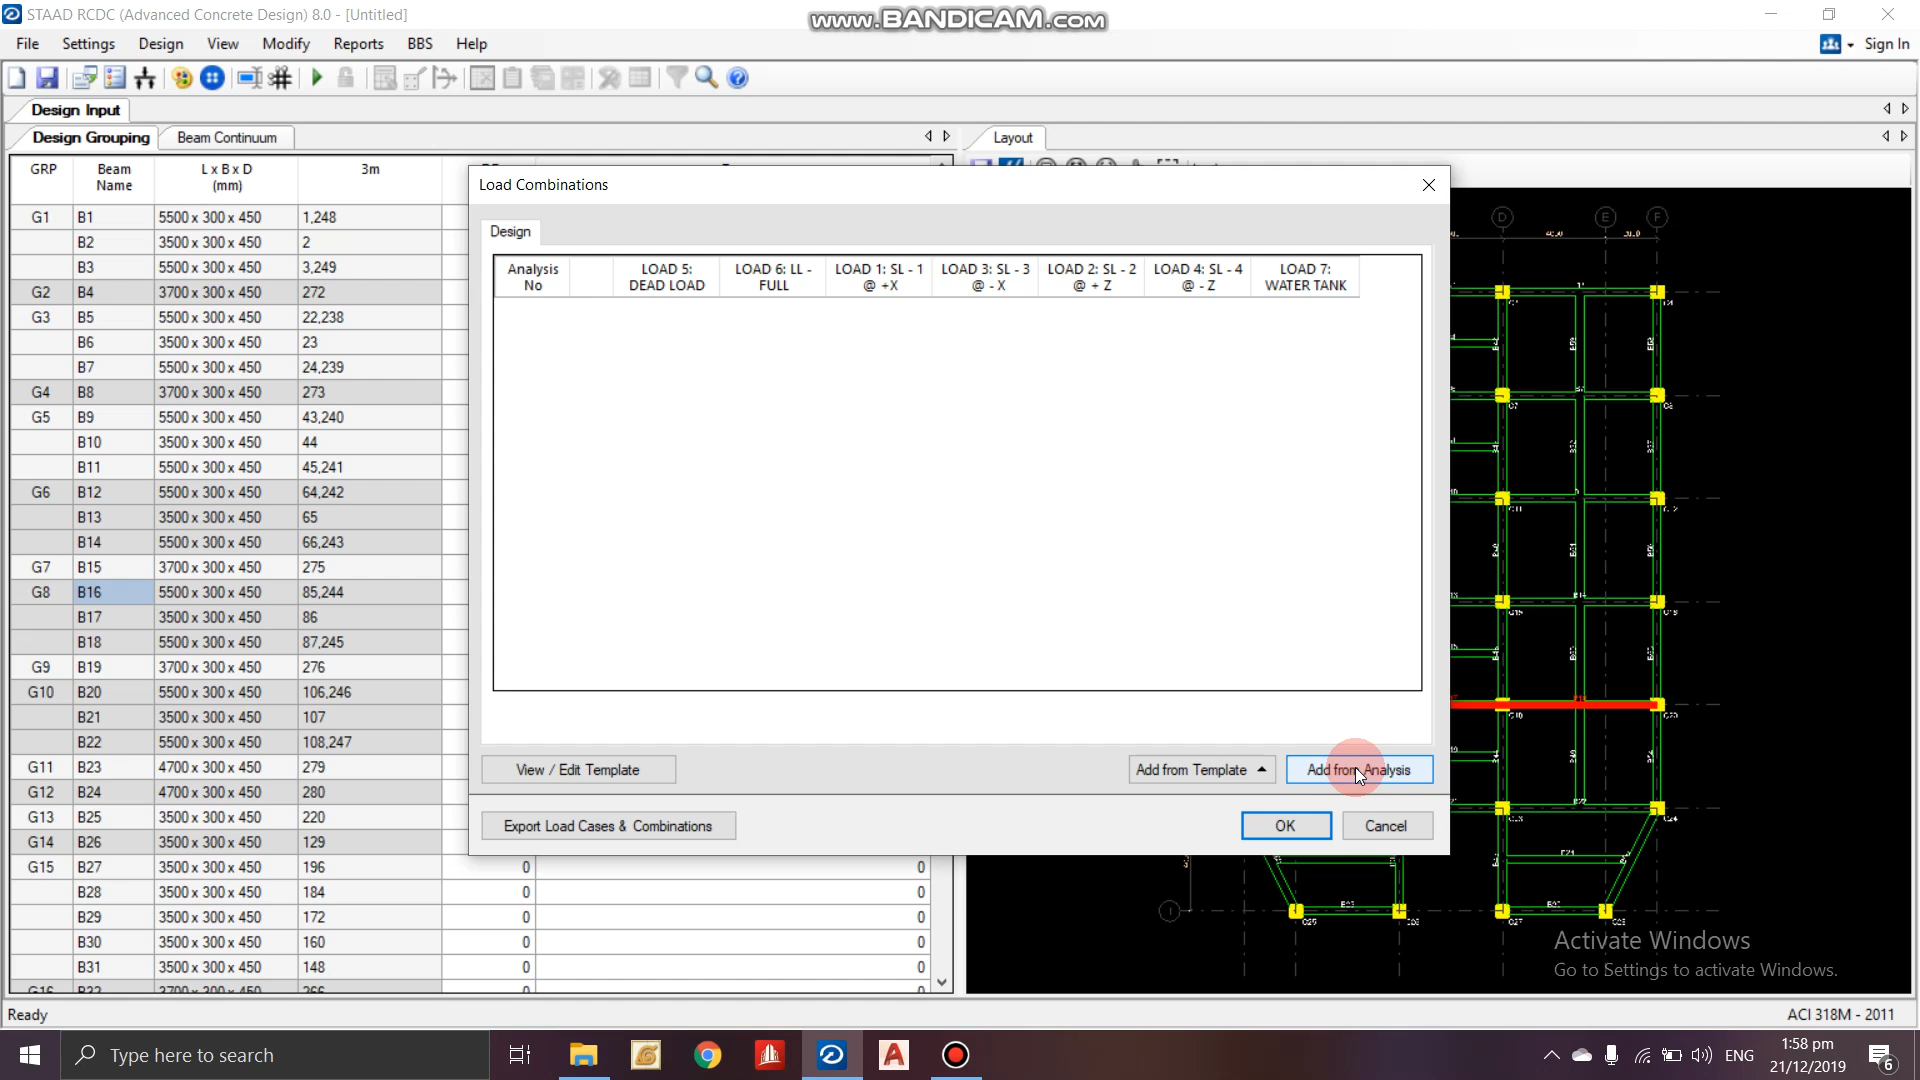 STAAD RCDC (Advanced Concrete Design) 8.0 - [Untitled]
www.BANDICAM.com
File Settings Design View Modify Reports BBS Help
Sign In
Design Input
Design Grouping Beam Continuum
Layout
GRP Beam Name L x B x D (mm) 3m
G1 B1 5500 x 300 x 450 1,248
B2 3500 x 300 x 450 2
B3 5500 x 300 x 450 3,249
G2 B4 3700 x 300 x 450 272
G3 B5 5500 x 300 x 450 22,238
B6 3500 x 300 x 450 23
B7 5500 x 300 x 450 24,239
G4 B8 3700 x 300 x 450 273
G5 B9 5500 x 300 x 450 43,240
B10 3500 x 300 x 450 44
B11 5500 x 300 x 450 45,241
G6 B12 5500 x 300 x 450 64,242
B13 3500 x 300 x 450 65
B14 5500 x 300 x 450 66,243
G7 B15 3700 x 300 x 450 275
G8 B16 5500 x 300 x 450 85,244
B17 3500 x 300 x 450 86
B18 5500 x 300 x 450 87,245
G9 B19 3700 x 300 x 450 276
G10 B20 5500 x 300 x 450 106,246
B21 3500 x 300 x 450 107
B22 5500 x 300 x 450 108,247
G11 B23 4700 x 300 x 450 279
G12 B24 4700 x 300 x 450 280
G13 B25 3500 x 300 x 450 220
G14 B26 3500 x 300 x 450 129
G15 B27 3500 x 300 x 450 196 0 0
B28 3500 x 300 x 450 184 0 0
B29 3500 x 300 x 450 172 0 0
B30 3500 x 300 x 450 160 0 0
B31 3500 x 300 x 450 148 0 0
G16 B32 3700 x 300 x 450 266 0 0
Load Combinations
Design
Analysis No
LOAD 5: DEAD LOAD
LOAD 6: LL - FULL
LOAD 1: SL - 1 @ +X
LOAD 3: SL - 3 @ - X
LOAD 2: SL - 2 @ + Z
LOAD 4: SL - 4 @ - Z
LOAD 7: WATER TANK
View / Edit Template
Add from Template
Add from Analysis
Export Load Cases & Combinations
OK
Cancel
D E F
Activate Windows
Go to Settings to activate Windows.
Ready
ACI 318M - 2011
Type here to search
ENG
1:58 pm
21/12/2019
6